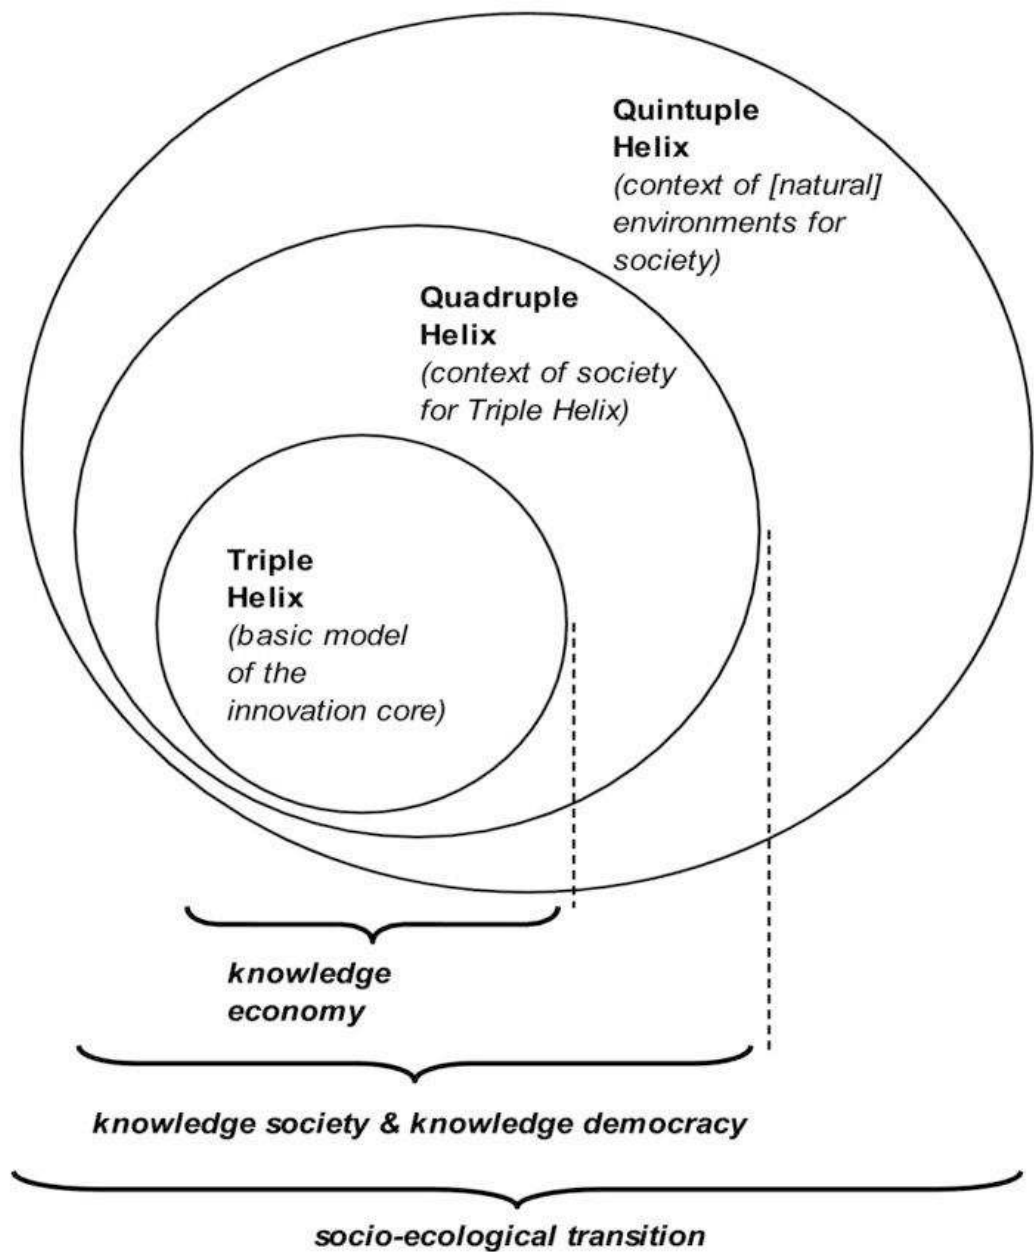 Quintuple
Helix
(context of [natural]
environments for
society)
Quadruple
Helix
(context of society
for Triple Helix)
Triple
Helix
(basic model
of the
innovation core)
knowledge
economy
knowledge society & knowledge democracy
socio-ecological transition